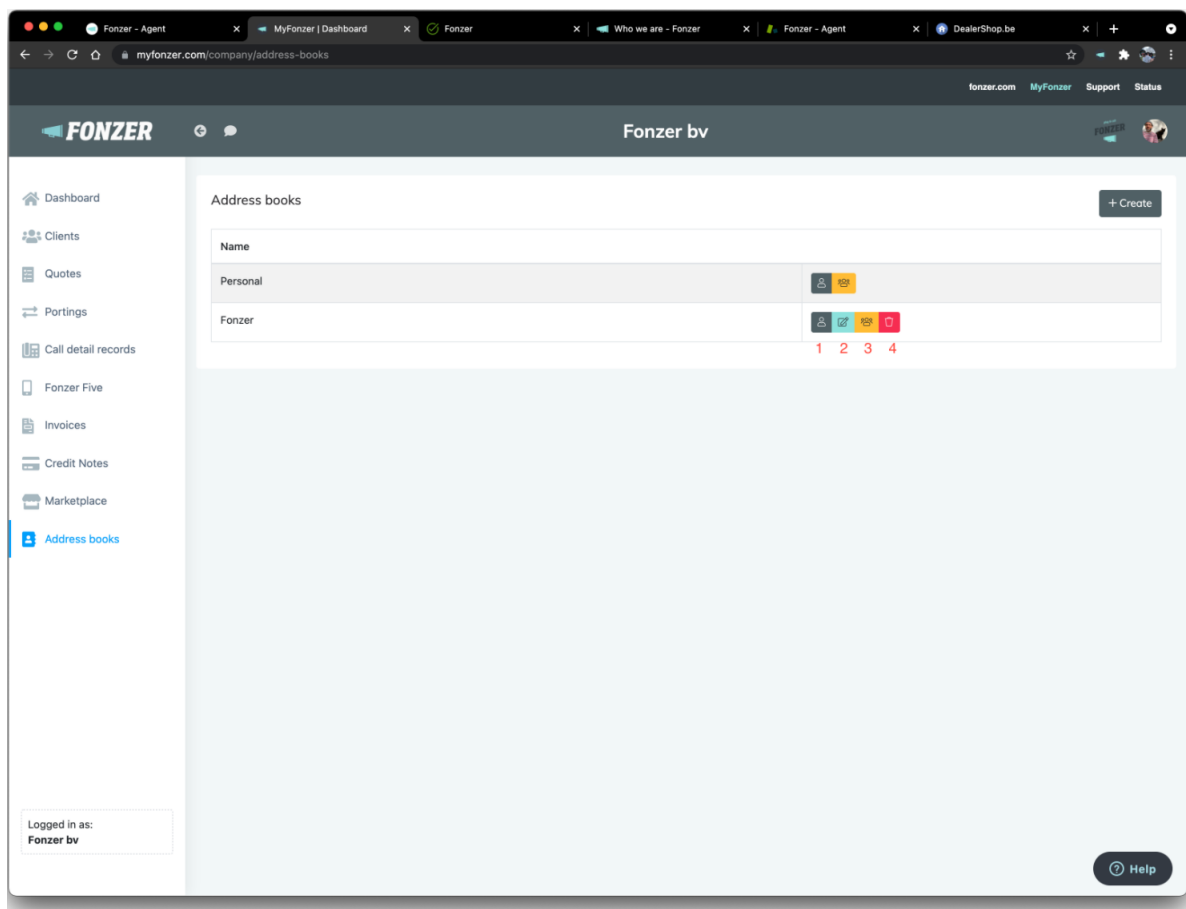 Fonzer - Agent
MyFonzer | Dashboard
Fonzer
Who we are - Fonzer
Fonzer - Agent
DealerShop.be
myfonzer.com/company/address-books
fonzer.com MyFonzer Support Status
FONZER
Fonzer bv
FONZER
Dashboard
Clients
Quotes
Portings
Call detail records
Fonzer Five
Invoices
Credit Notes
Marketplace
Address books
Address books
+ Create
Name
Personal
Fonzer
1 2 3 4
Logged in as:
Fonzer bv
Help